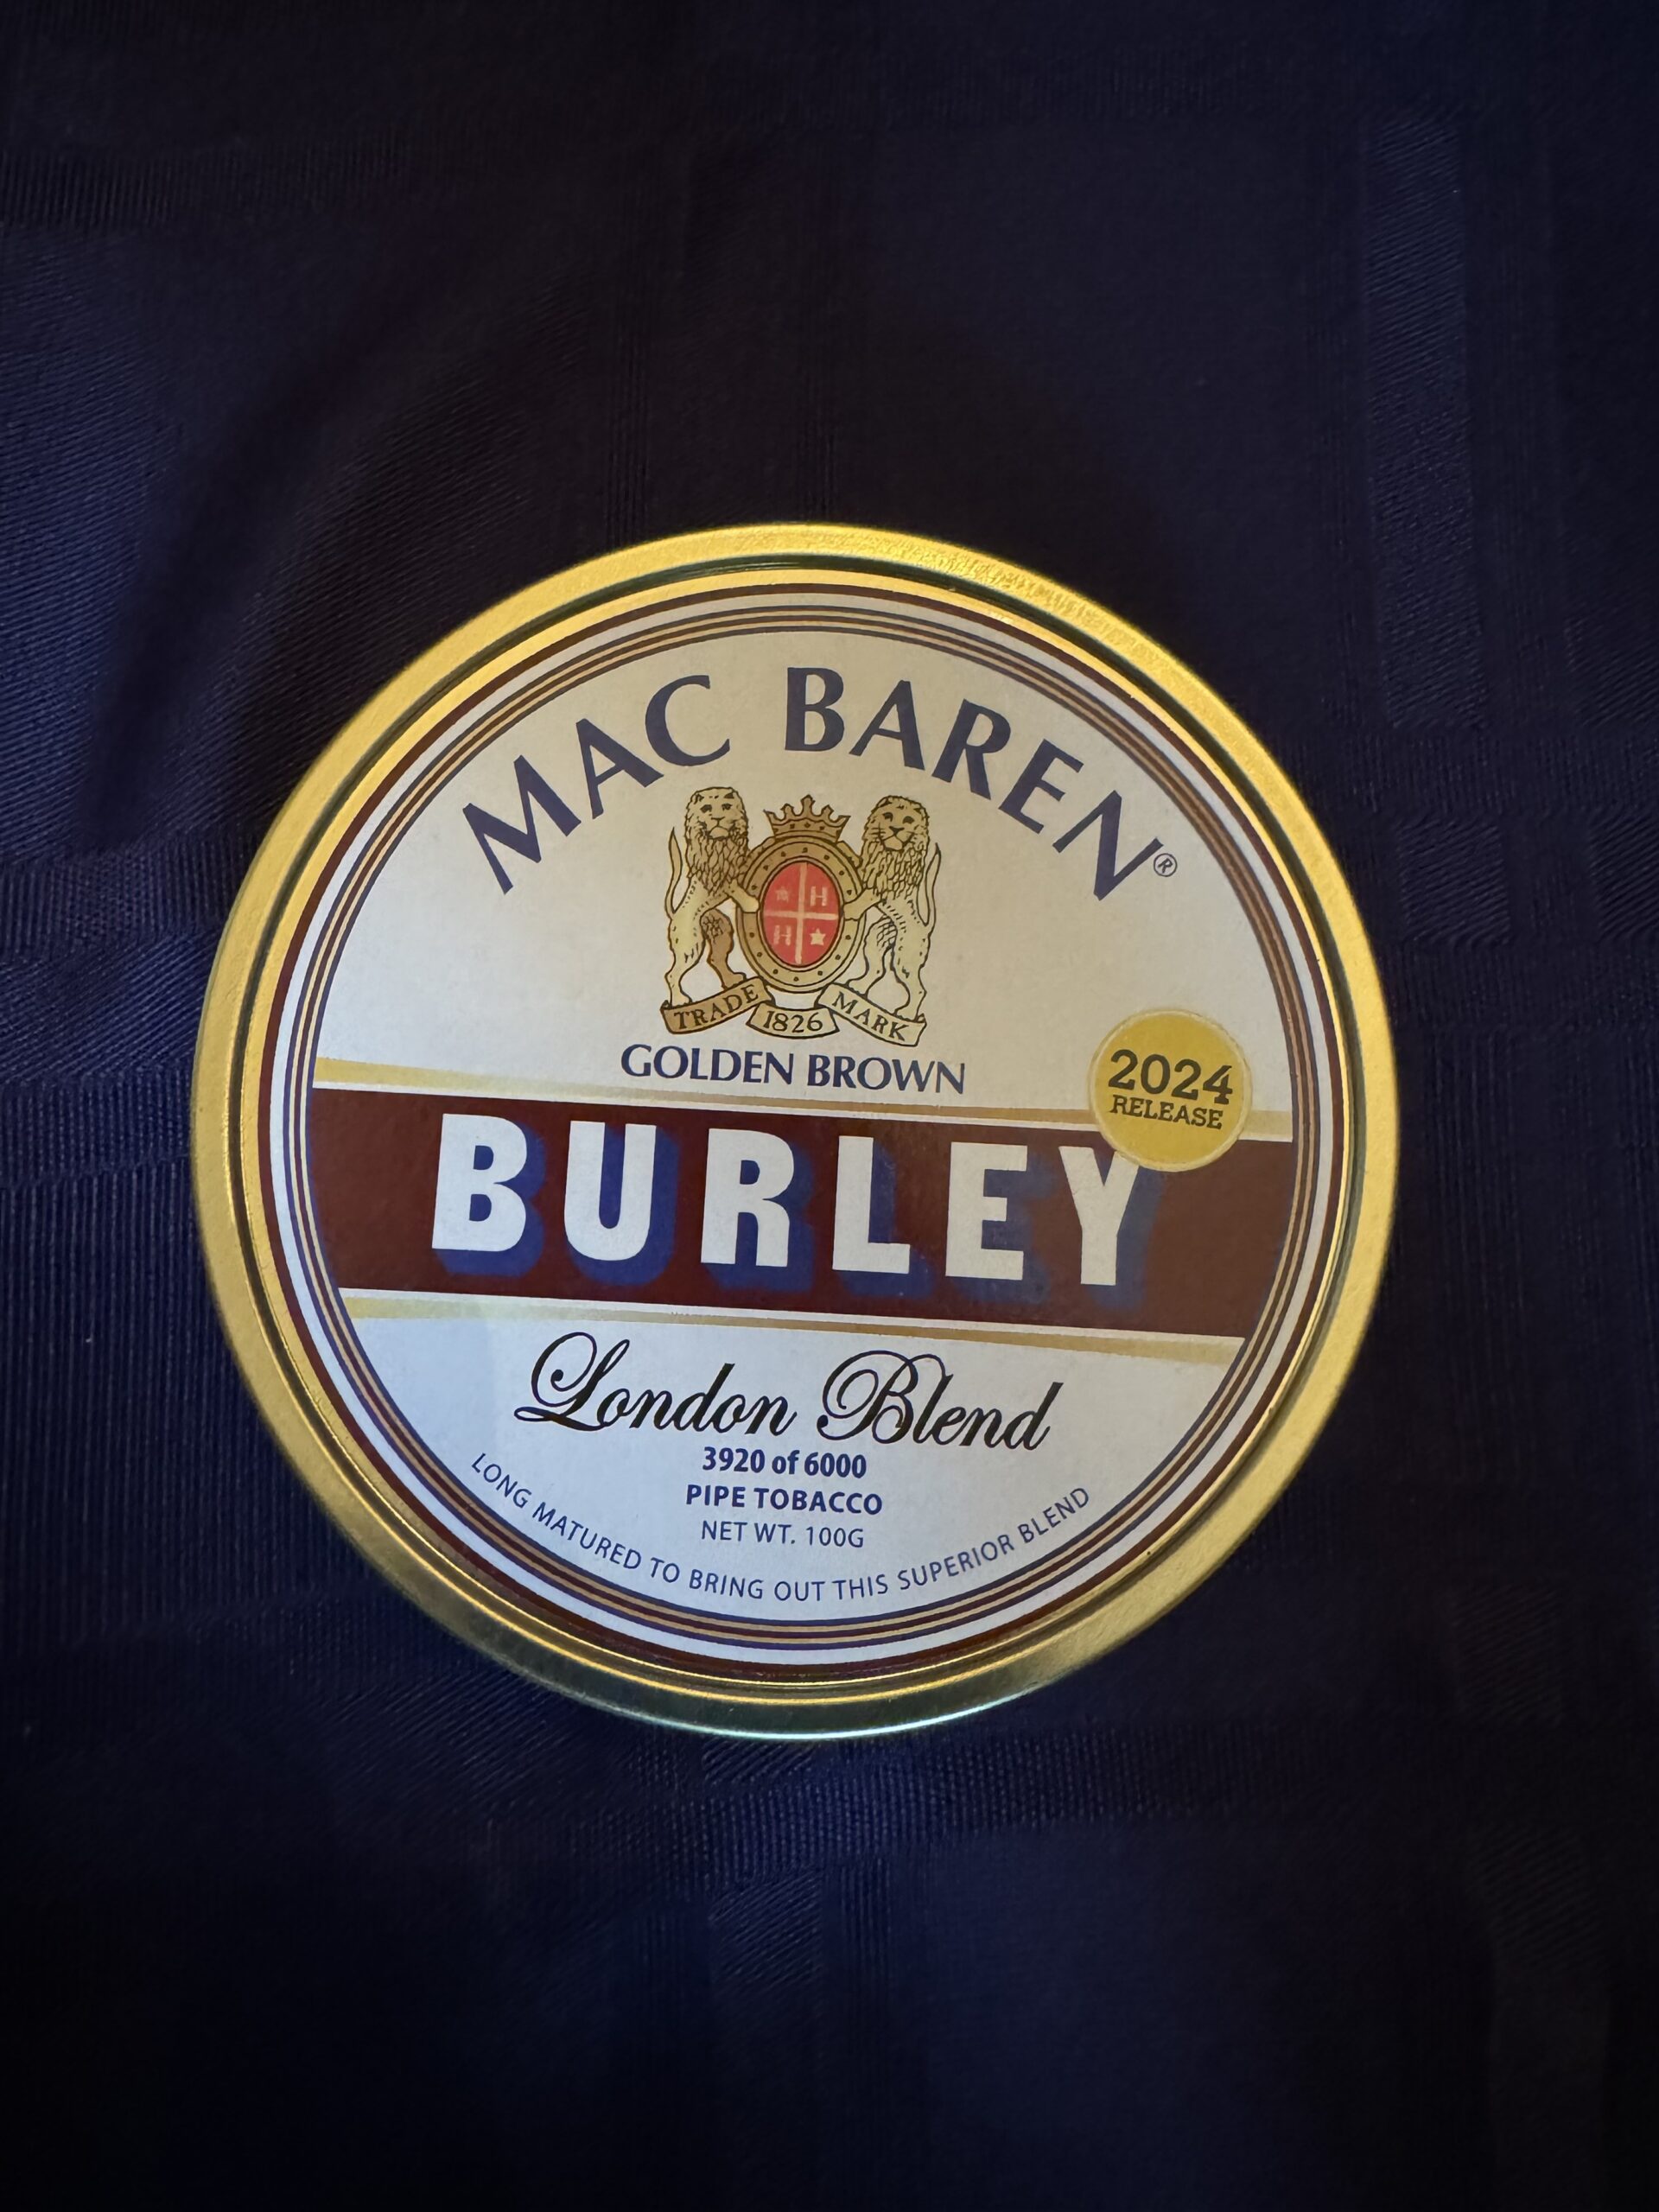 MAC BAREN®
H
H
TRADE 1826 MARK
GOLDEN BROWN
2024
RELEASE
BURLEY
London Blend
3920 of 6000
PIPE TOBACCO
NET WT. 100G
LONG MATURED TO BRING OUT THIS SUPERIOR BLEND